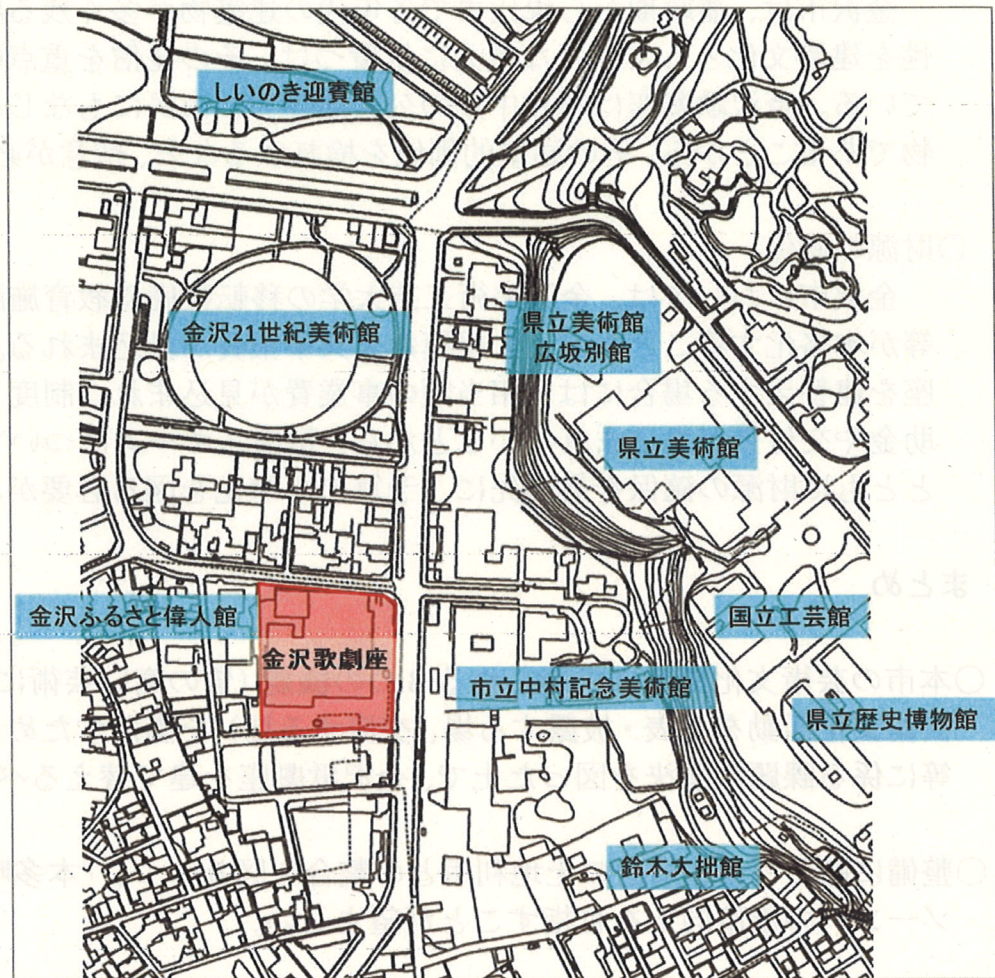 しいのき迎賓館
金沢21世紀美術館
県立美術館
広坂別館
県立美術館
金沢ふるさと偉人館
金沢歌劇座
国立工芸館
市立中村記念美術館
県立歴史博物館
鈴木大拙館